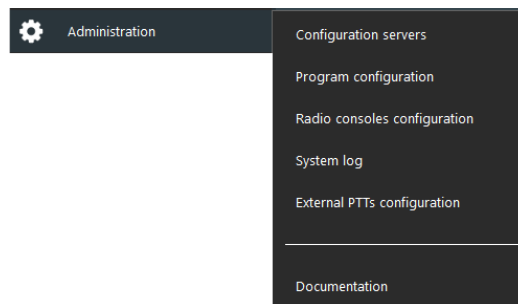 Administration
Configuration servers
Program configuration
Radio consoles configuration
System log
External PTTs configuration
Documentation